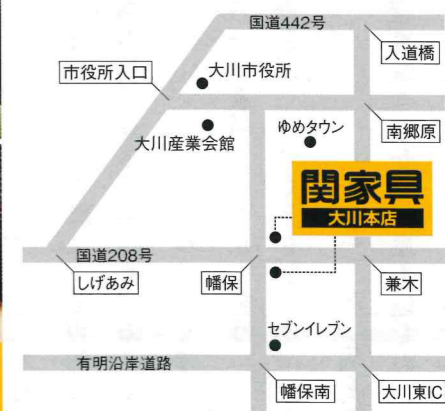 国道442号
入道橋
市役所入口
大川市役所
大川産業会館
ゆめタウン
南郷原
関家具
大川本店
国道208号
しげあみ
幡保
兼木
セブンイレブン
有明沿岸道路
幡保南
大川東IC